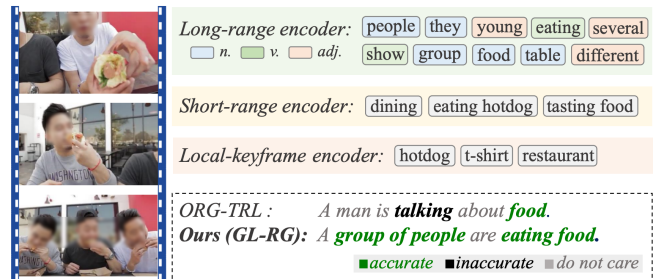 Long-range encoder: people they young eating several
n. v. adj. show group food table different
Short-range encoder: dining eating hotdog tasting food
Local-keyframe encoder: hotdog t-shirt restaurant
ORG-TRL : A man is talking about food.
Ours (GL-RG): A group of people are eating food.
accurate inaccurate do not care